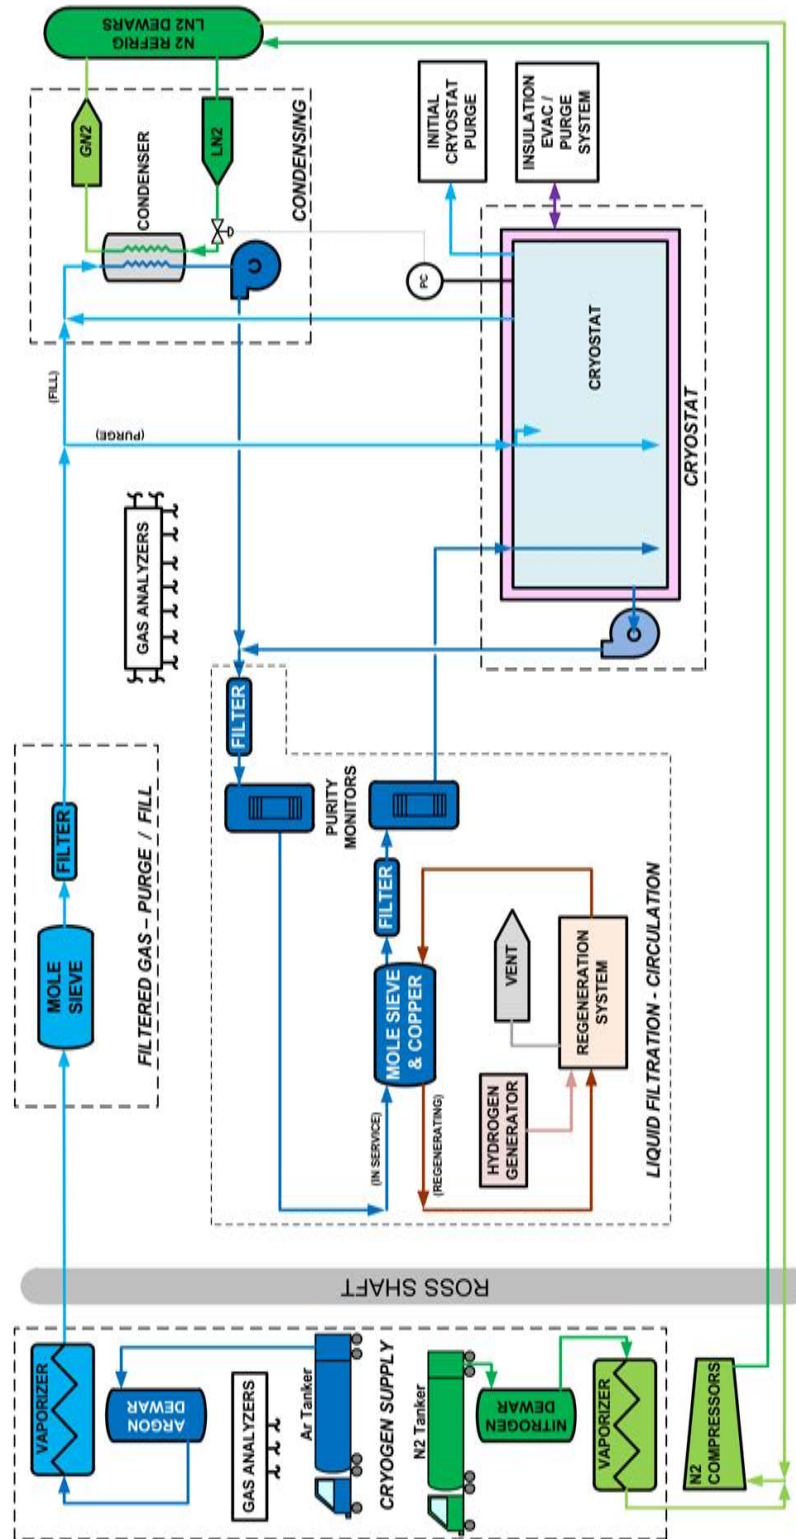 VAPORIZER
ARGON
DEWAR
GAS ANALYZERS
Ar Tanker
CRYOGEN SUPPLY
N2 Tanker
NITROGEN
DEWAR
VAPORIZER
N2
COMPRESSORS
ROSS SHAFT
MOLE
SIEVE
FILTER
FILTERED GAS – PURGE / FILL
GAS ANALYZERS
(FILL)
(PURGE)
FILTER
PURITY
MONITORS
(IN SERVICE)
MOLE SIEVE
& COPPER
FILTER
(REGENERATING)
HYDROGEN
GENERATOR
VENT
REGENERATION
SYSTEM
LIQUID FILTRATION - CIRCULATION
N2 REFRIG
LN2 DEWARS
GN2
LN2
CONDENSER
C
CONDENSING
PC
INITIAL
CRYOSTAT
PURGE
INSULATION
EVAC /
PURGE
SYSTEM
CRYOSTAT
C
CRYOSTAT